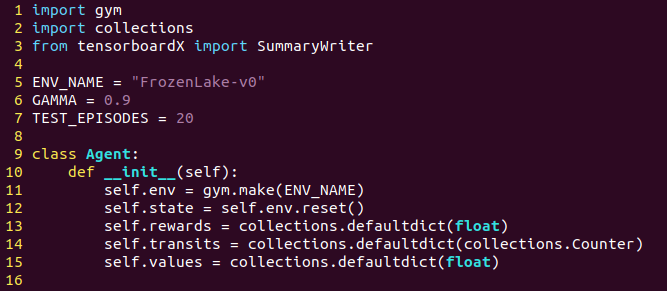 1 import gym
2 import collections
3 from tensorboardX import SummaryWriter
4
5 ENV_NAME = "FrozenLake-v0"
6 GAMMA = 0.9
7 TEST_EPISODES = 20
8
9 class Agent:
10     def __init__(self):
11         self.env = gym.make(ENV_NAME)
12         self.state = self.env.reset()
13         self.rewards = collections.defaultdict(float)
14         self.transits = collections.defaultdict(collections.Counter)
15         self.values = collections.defaultdict(float)
16